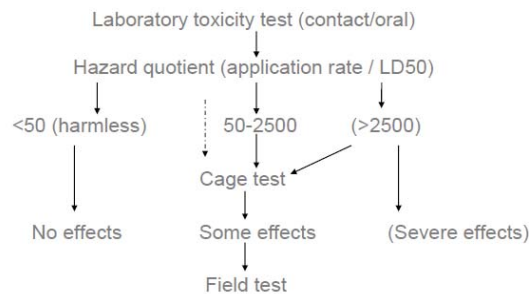 Laboratory toxicity test (contact/oral)
Hazard quotient (application rate / LD50)
<50 (harmless) 50-2500 (>2500)
Cage test
No effects Some effects (Severe effects)
Field test